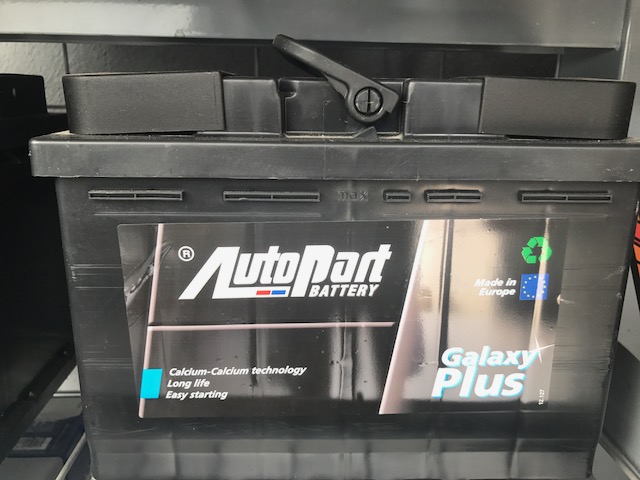 max
®
AutoPart
BATTERY
Made in
Europe
Calcium-Calcium technology
Long life
Easy starting
Galaxy
Plus